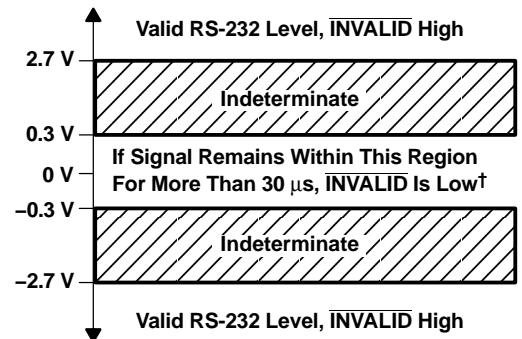 Valid RS-232 Level, INVALID High
2.7 V
Indeterminate
0.3 V
If Signal Remains Within This Region
0 V
For More Than 30 µs, INVALID Is Low†
−0.3 V
Indeterminate
−2.7 V
Valid RS-232 Level, INVALID High